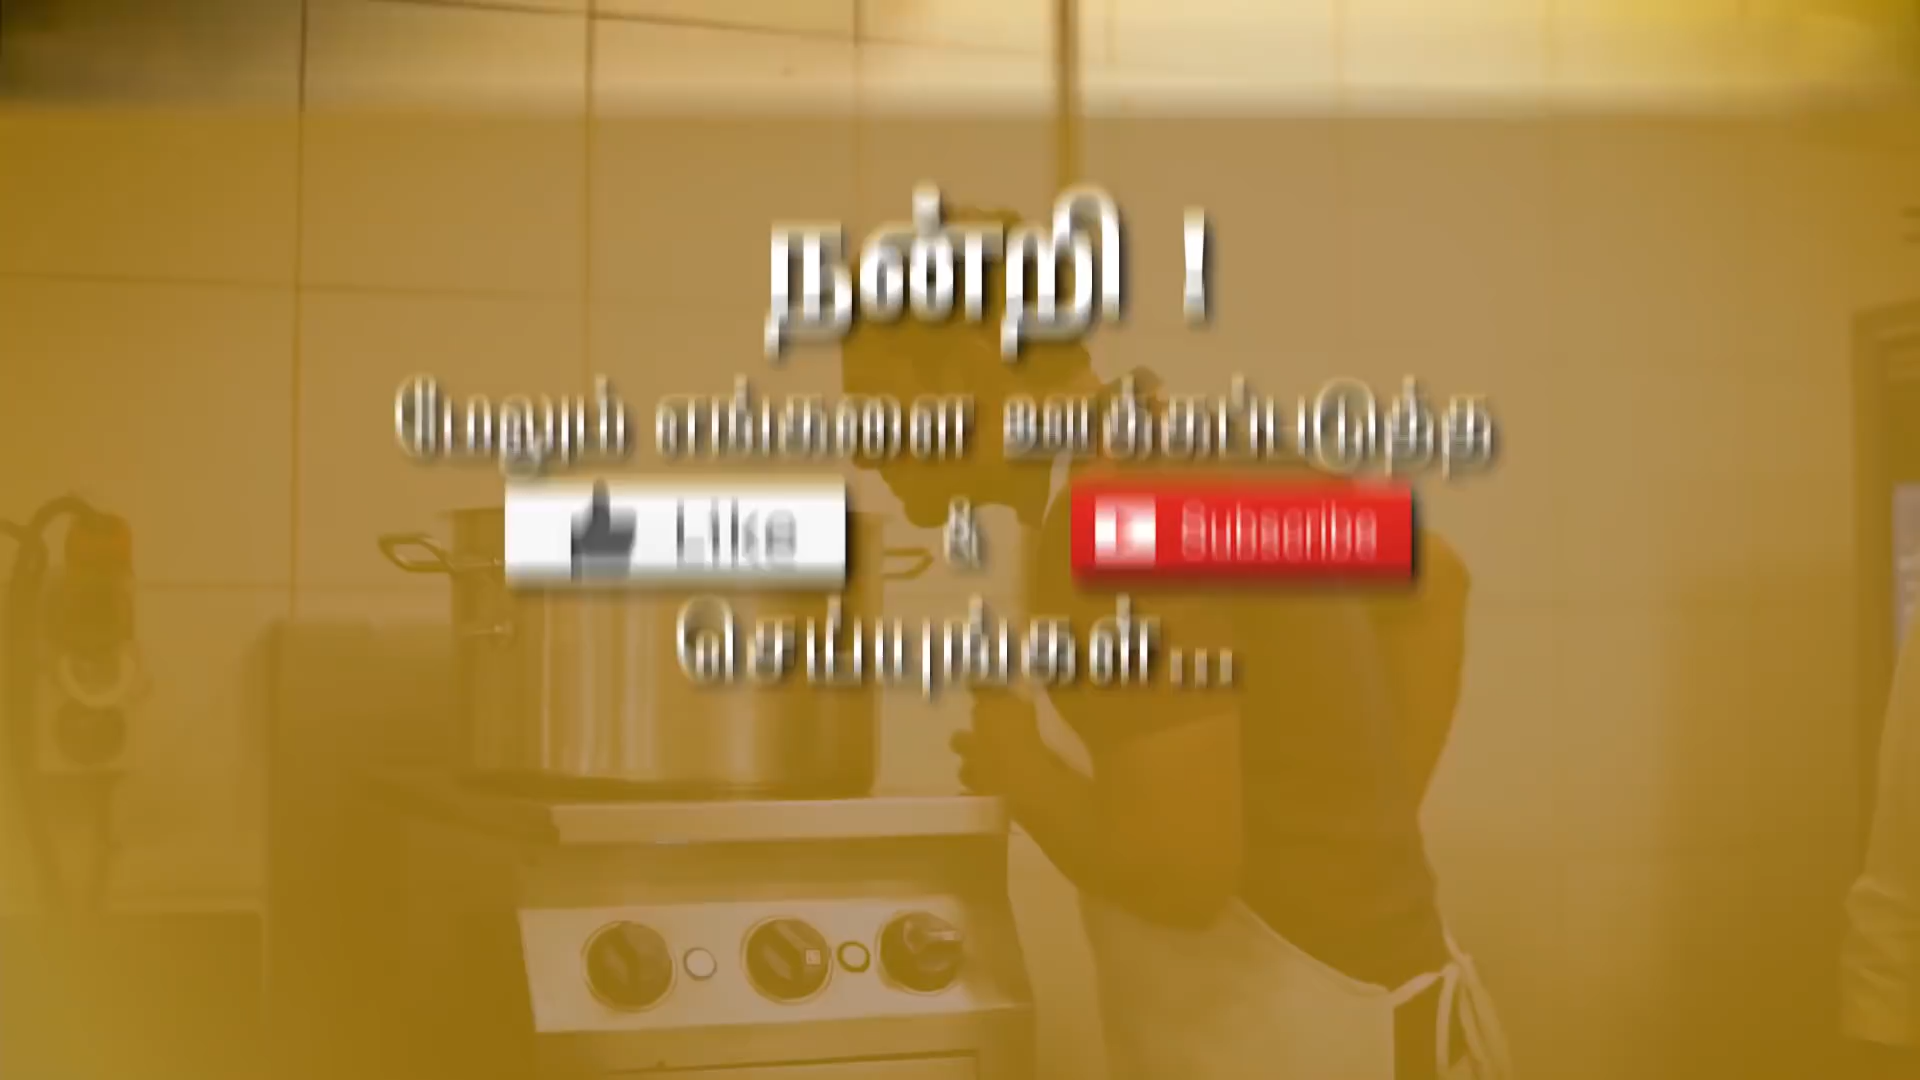 நன்றி !
மேலும் எங்களை ஊக்கப்படுத்த
Like & Subscribe
செய்யுங்கள்...